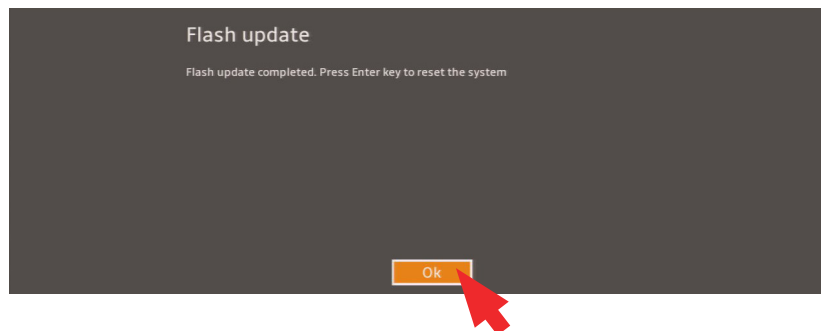 Flash update
Flash update completed. Press Enter key to reset the system
Ok